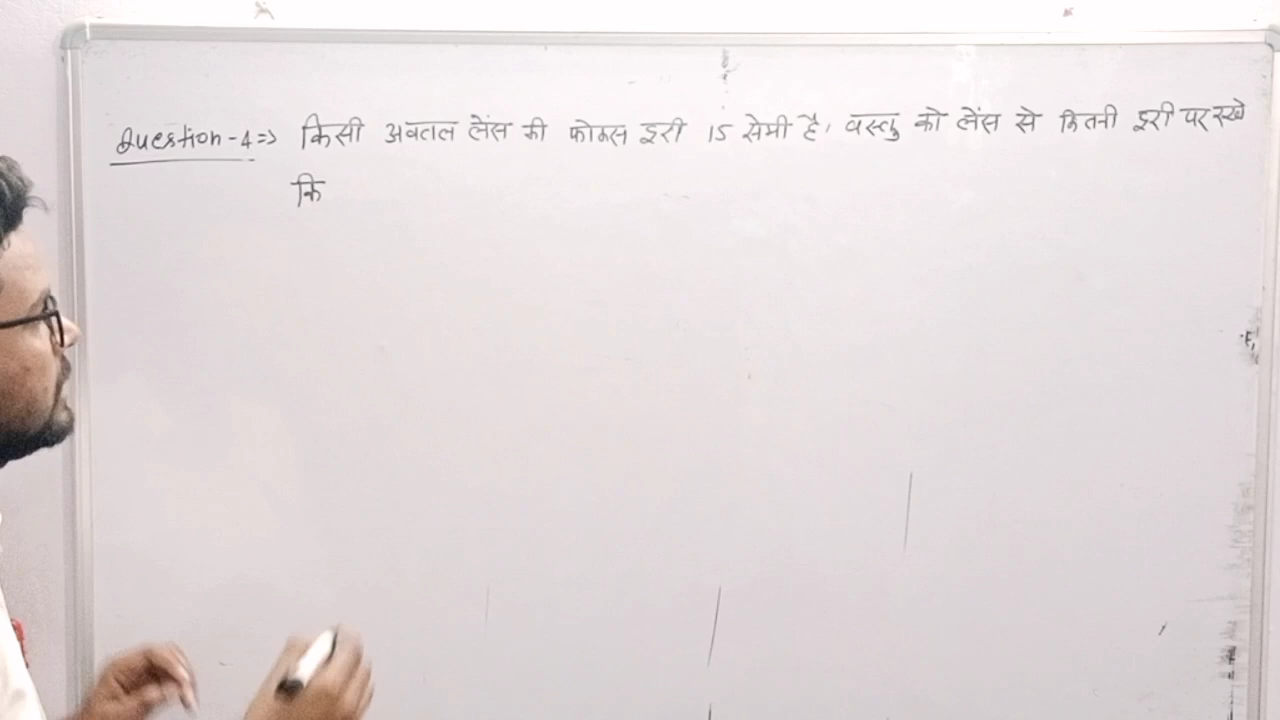 Question-4=> किसी अवतल लेंस की फोकस दूरी 15 सेमी है, वस्तु को लेंस से कितनी दूरी पर रखे
कि